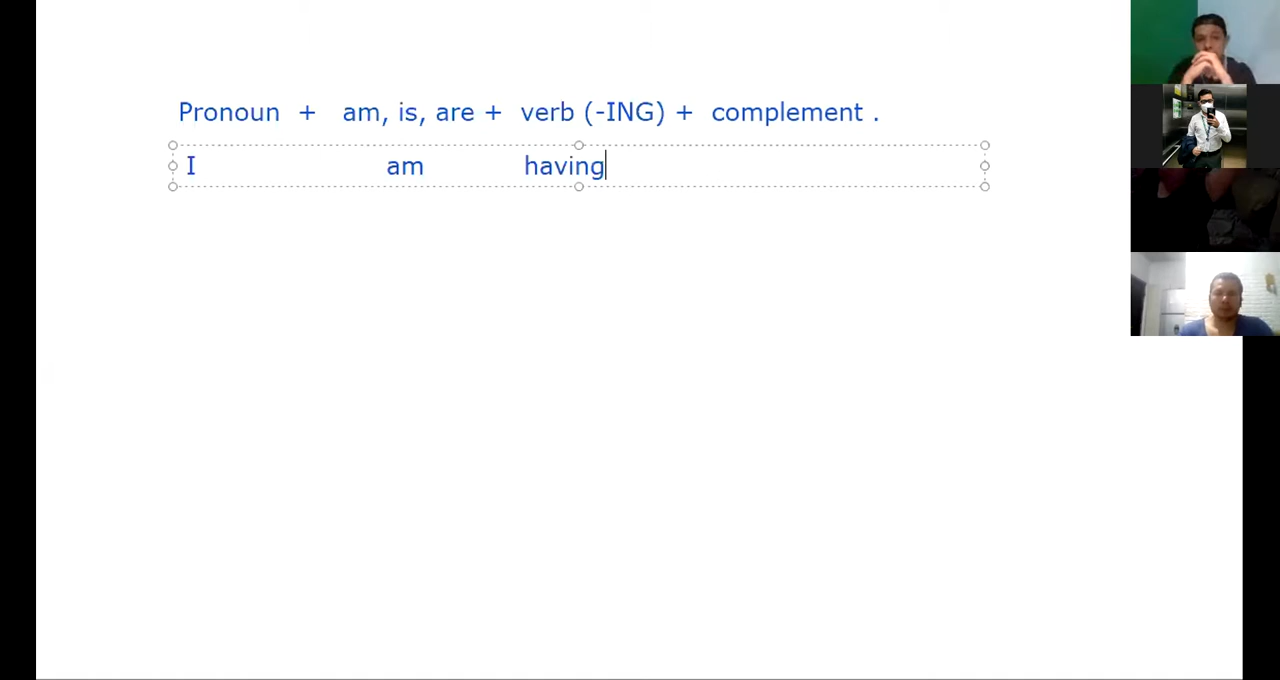 Pronoun + am, is, are + verb (-ING) + complement .
I am having